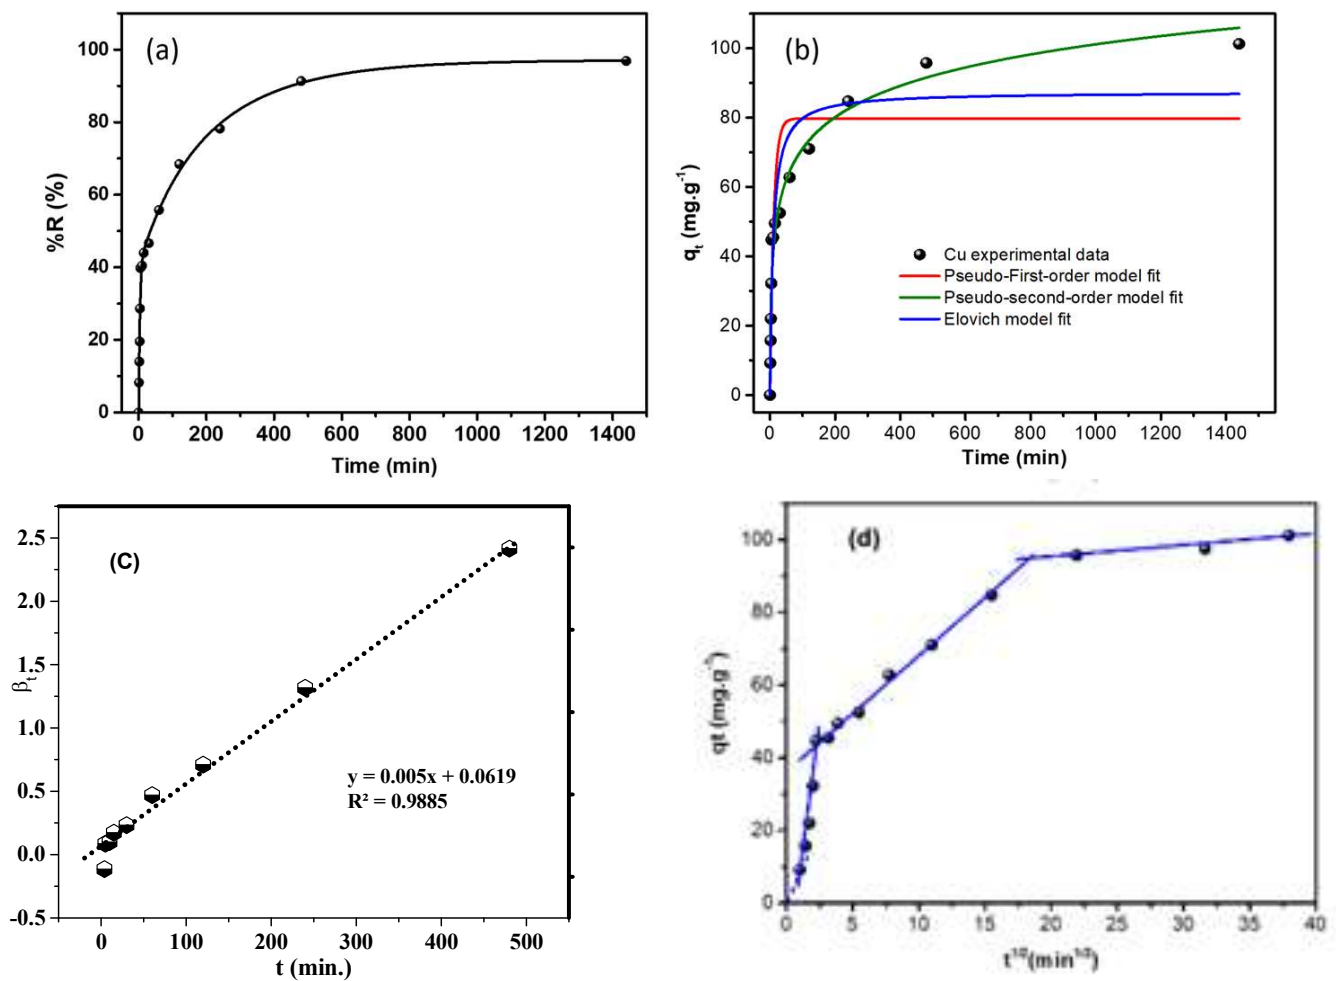 (a)
100
80
60
40
20
0
%R (%)
0 200 400 600 800 1000 1200 1400
Time (min)
(b)
100
80
60
40
20
0
qt (mg.g-1)
Cu experimental data
Pseudo-First-order model fit
Pseudo-second-order model fit
Elovich model fit
0 200 400 600 800 1000 1200 1400
Time (min)
(C)
2.5
2.0
1.5
1.0
0.5
0.0
-0.5
βt
y = 0.005x + 0.0619
R² = 0.9885
0 100 200 300 400 500
t (min.)
(d)
100
80
60
40
20
0
qt (mg.g-1)
0 5 10 15 20 25 30 35 40
t1/2(min1/2)